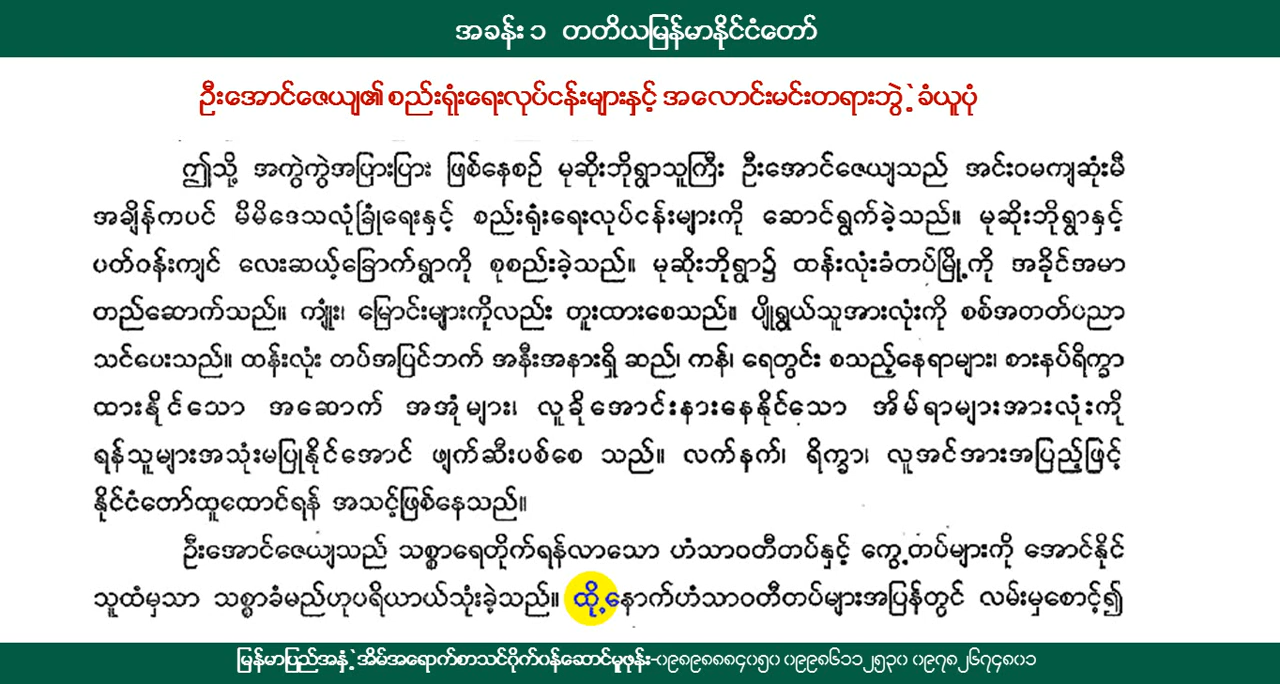 အခန်း ၁ တတိယမြန်မာနိုင်ငံတော်
ဦးအောင်ဇေယျ၏ စည်းရုံးရေးလုပ်ငန်းများနှင့် အလောင်းမင်းတရားဘွဲ့ ခံယူပုံ
ဤသို့ အကွဲကွဲအပြားပြား ဖြစ်နေစဉ် မုဆိုးဘိုရွာသူကြီး ဦးအောင်ဇေယျသည် အင်းဝမကျဆုံးမီ
အချိန်ကပင် မိမိဒေသလုံခြုံရေးနှင့် စည်းရုံးရေးလုပ်ငန်းများကို ဆောင်ရွက်ခဲ့သည်။ မုဆိုးဘိုရွာနှင့်
ပတ်ဝန်းကျင် လေးဆယ့်ခြောက်ရွာကို စုစည်းခဲ့သည်။ မုဆိုးဘိုရွာ၌ ထန်းလုံးခံတပ်မြို့ကို အခိုင်အမာ
တည်ဆောက်သည်။ ကျုံး၊ မြောင်းများကိုလည်း တူးထားစေသည်။ ပျိုရွယ်သူအားလုံးကို စစ်အတတ်ပညာ
သင်ပေးသည်။ ထန်းလုံး တပ်အပြင်ဘက် အနီးအနားရှိ ဆည်၊ ကန်၊ ရေတွင်း စသည့်နေရာများ၊ စားနပ်ရိက္ခာ
ထားနိုင်သော အဆောက် အအုံများ၊ လူခိုအောင်းနားနေနိုင်သော အိမ်ရာများအားလုံးကို
ရန်သူများအသုံးမပြုနိုင်အောင် ဖျက်ဆီးပစ်စေ သည်။ လက်နက်၊ ရိက္ခာ၊ လူအင်အားအပြည့်ဖြင့်
နိုင်ငံတော်ထူထောင်ရန် အသင့်ဖြစ်နေသည်။
ဦးအောင်ဇေယျသည် သစ္စာရေတိုက်ရန်လာသော ဟံသာဝတီတပ်နှင့် ကွေ့တပ်များကို အောင်နိုင်
သူထံမှသာ သစ္စာခံမည်ဟုပရိယာယ်သုံးခဲ့သည်။ ထို့နောက်ဟံသာဝတီတပ်များအပြန်တွင် လမ်းမှစောင့်၍
မြန်မာပြည်အနှံ့အိမ်အရောက်စာသင်ဝိုက်ပန်ဆောင်မှုဖုန်း-၀၉၈၉၈၈၈၄၀၅၀ ၀၉၉၈၆၁၁၂၅၃၀ ၀၉၇၈၂၆၇၄၈၀၁